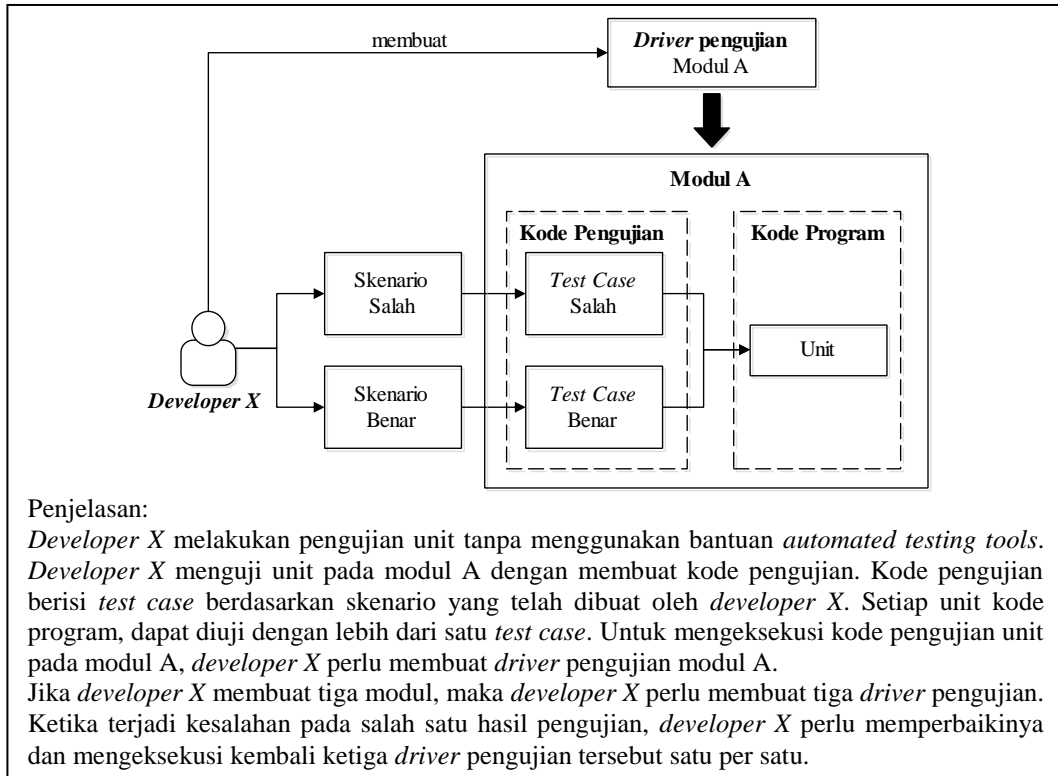 membuat
Driver pengujian
Modul A
Modul A
Kode Pengujian
Kode Program
Skenario
Salah
Test Case
Salah
Unit
Developer X
Skenario
Benar
Test Case
Benar
Penjelasan:
Developer X melakukan pengujian unit tanpa menggunakan bantuan automated testing tools.
Developer X menguji unit pada modul A dengan membuat kode pengujian. Kode pengujian
berisi test case berdasarkan skenario yang telah dibuat oleh developer X. Setiap unit kode
program, dapat diuji dengan lebih dari satu test case. Untuk mengeksekusi kode pengujian unit
pada modul A, developer X perlu membuat driver pengujian modul A.
Jika developer X membuat tiga modul, maka developer X perlu membuat tiga driver pengujian.
Ketika terjadi kesalahan pada salah satu hasil pengujian, developer X perlu memperbaikinya
dan mengeksekusi kembali ketiga driver pengujian tersebut satu per satu.